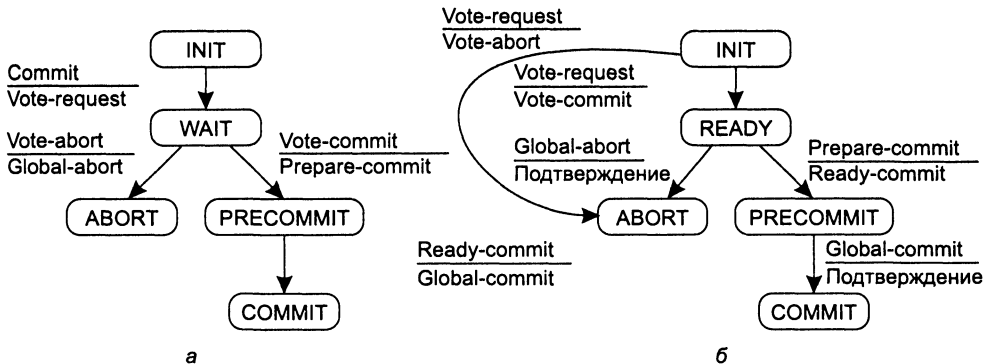 INIT
Commit
Vote-request
WAIT
Vote-abort
Global-abort
Vote-commit
Prepare-commit
ABORT
PRECOMMIT
Ready-commit
Global-commit
COMMIT
а
Vote-request
Vote-abort
INIT
Vote-request
Vote-commit
READY
Global-abort
Подтверждение
Prepare-commit
Ready-commit
ABORT
PRECOMMIT
Global-commit
Подтверждение
COMMIT
б